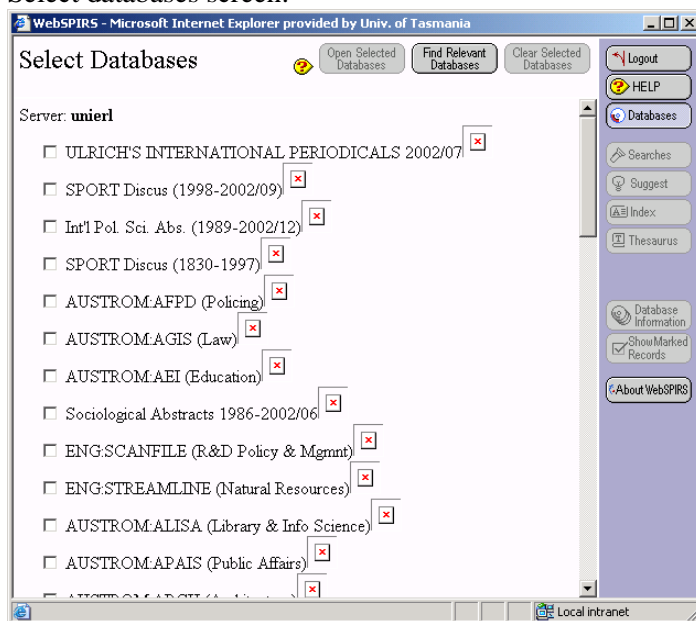 WebSPIRS - Microsoft Internet Explorer provided by Univ. of Tasmania
Select Databases
Open Selected Databases
Find Relevant Databases
Clear Selected Databases
Server: unierl
ULRICH'S INTERNATIONAL PERIODICALS 2002/07
SPORT Discus (1998-2002/09)
Int'l Pol. Sci. Abs. (1989-2002/12)
SPORT Discus (1830-1997)
AUSTROM:AFPD (Policing)
AUSTROM:AGIS (Law)
AUSTROM:AEI (Education)
Sociological Abstracts 1986-2002/06
ENG:SCANFILE (R&D Policy & Mgmnt)
ENG:STREAMLINE (Natural Resources)
AUSTROM:ALISA (Library & Info Science)
AUSTROM:APAIS (Public Affairs)
Logout
HELP
Databases
Searches
Suggest
Index
Thesaurus
Database
Information
Show Marked
Records
About WebSPIRS
Local intranet